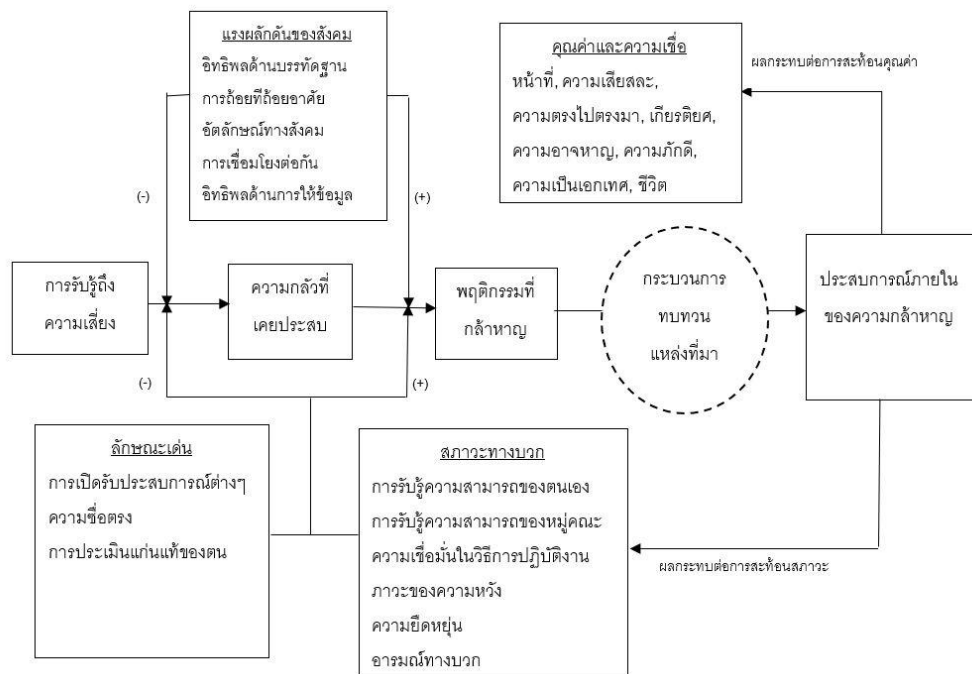 แรงผลักดันของสังคม
อิทธิพลด้านบรรทัดฐาน
การถ้อยทีถ้อยอาศัย
อัตลักษณ์ทางสังคม
การเชื่อมโยงต่อกัน
อิทธิพลด้านการให้ข้อมูล
คุณค่าและความเชื่อ
หน้าที่, ความเสียสละ,
ความตรงไปตรงมา, เกียรติยศ,
ความอาจหาญ, ความภักดี,
ความเป็นเอกเทศ, ชีวิต
ผลกระทบต่อการสะท้อนคุณค่า
(-)
(+)
การรับรู้ถึง
ความเสี่ยง
ความกลัวที่
เคยประสบ
พฤติกรรมที่
กล้าหาญ
กระบวนการ
ทบทวน
แหล่งที่มา
ประสบการณ์ภายใน
ของความกล้าหาญ
(-)
(+)
ลักษณะเด่น
การเปิดรับประสบการณ์ต่างๆ
ความซื่อตรง
การประเมินแก่นแท้ของตน
สภาวะทางบวก
การรับรู้ความสามารถของตนเอง
การรับรู้ความสามารถของหมู่คณะ
ความเชื่อมั่นในวิธีการปฏิบัติงาน
ภาวะของความหวัง
ความยืดหยุ่น
อารมณ์ทางบวก
ผลกระทบต่อการสะท้อนสภาวะ